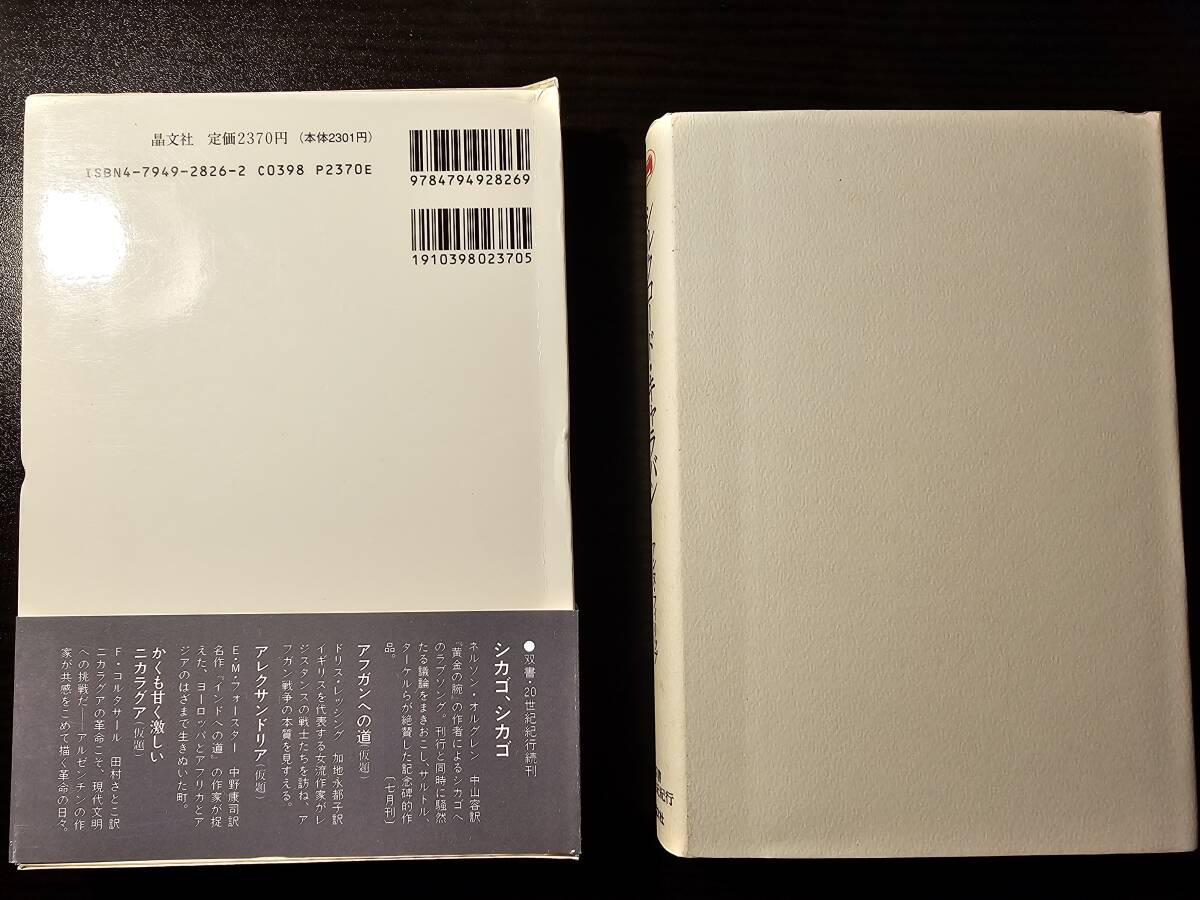 晶文社 定価2370円 (本体2301円)
ISBN4-7949-2826-2 C0398 P2370E
9784794928269
1910398023705
●双書・20世紀紀行続刊
シカゴ、シカゴ
ネルソン・オルグレン 中山容訳
『黄金の腕』の作者によるシカゴへ
のラブソング。刊行と同時に騒然
たる議論をまきおこし、サルトル、
ターケルらが絶賛した記念碑的作
品。〔七月刊〕
アフガンへの道(仮題)
ドリス・レッシング 加地永都子訳
イギリスを代表する女流作家がレ
ジスタンスの戦士たちを訪ね、ア
フガン戦争の本質を見すえる。
アレクサンドリア(仮題)
E・M・フォースター 中野康司訳
名作『インドへの道』の作家が捉
えた、ヨーロッパとアフリカとア
ジアのはざまで生きぬいた町。
かくも甘く激しい
ニカラグア(仮題)
F・コルタサール 田村さと子訳
ニカラグアの革命こそ、現代文明
への挑戦だ――アルゼンチンの作
家が共感をこめて描く革命の日々。
シルクロード・キャラバン
紀行
社